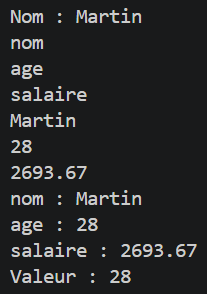 Nom : Martin
nom
age
salaire
Martin
28
2693.67
nom : Martin
age : 28
salaire : 2693.67
Valeur : 28